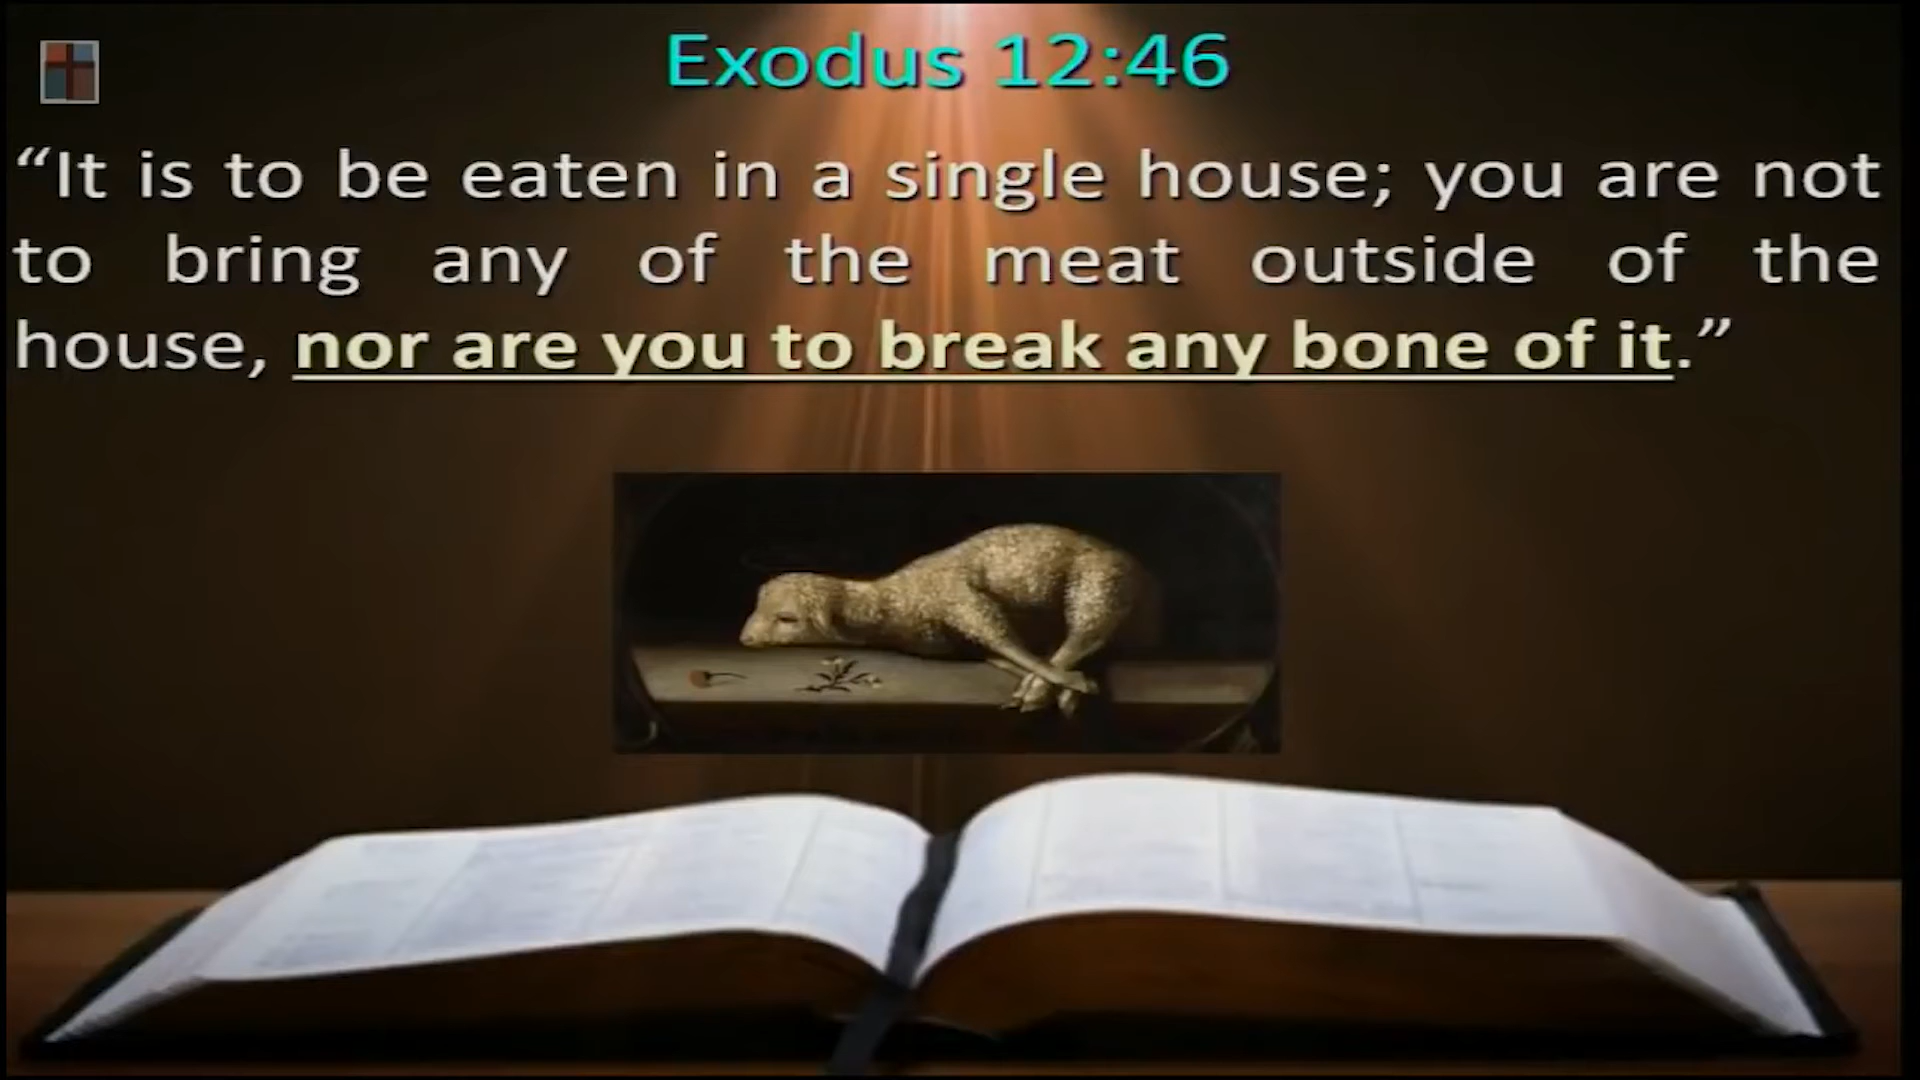 Exodus 12:46
“It is to be eaten in a single house; you are not
to bring any of the meat outside of the
house, nor are you to break any bone of it.”